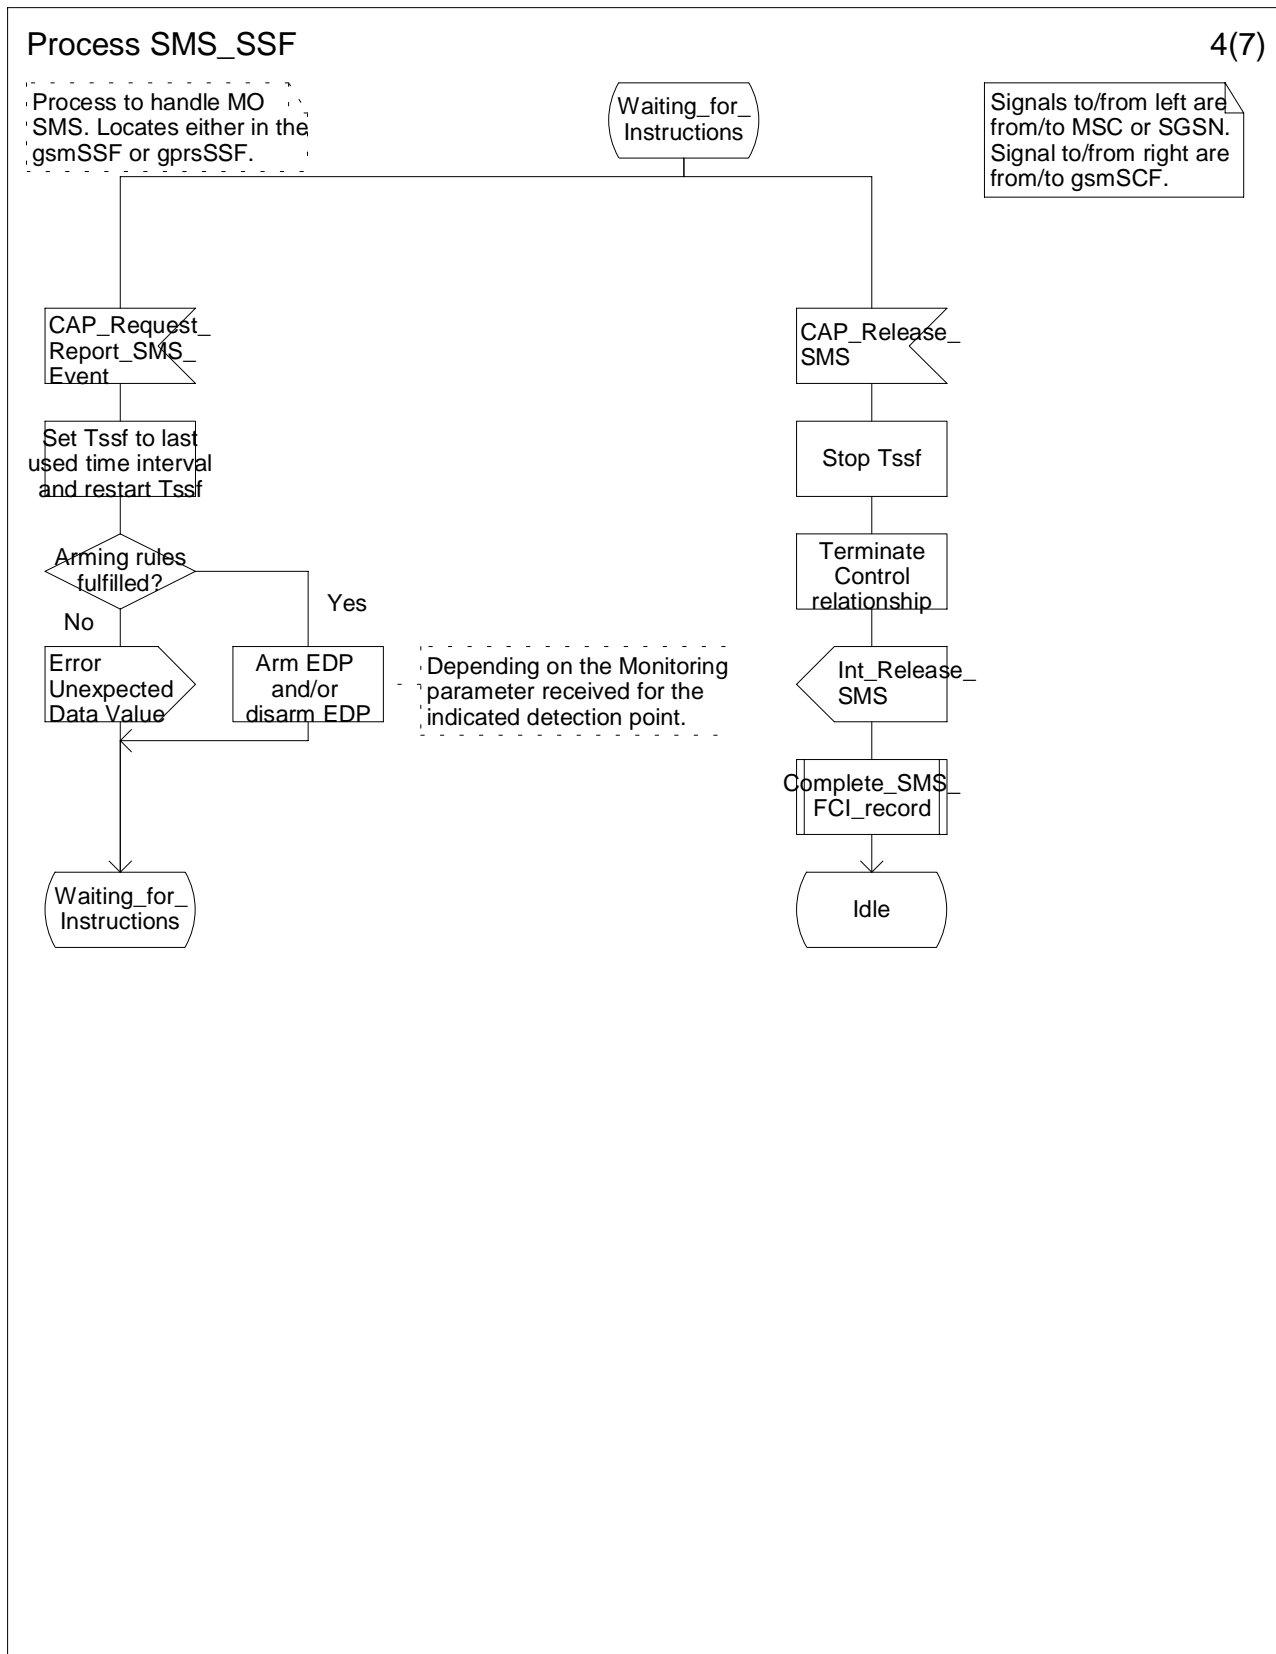 Process SMS_SSF
4(7)
Process to handle MO
SMS. Locates either in the
gsmSSF or gprsSSF.
Waiting_for_
Instructions
Signals to/from left are
from/to MSC or SGSN.
Signal to/from right are
from/to gsmSCF.
CAP_Request_
Report_SMS_
Event
CAP_Release_
SMS
Set Tssf to last
used time interval
and restart Tssf
Stop Tssf
Arming rules
fulfilled?
Terminate
Control
relationship
Yes
No
Error
Unexpected
Data Value
Arm EDP
and/or
disarm EDP
Depending on the Monitoring
parameter received for the
indicated detection point.
Int_Release_
SMS
Complete_SMS_
FCI_record
Waiting_for_
Instructions
Idle